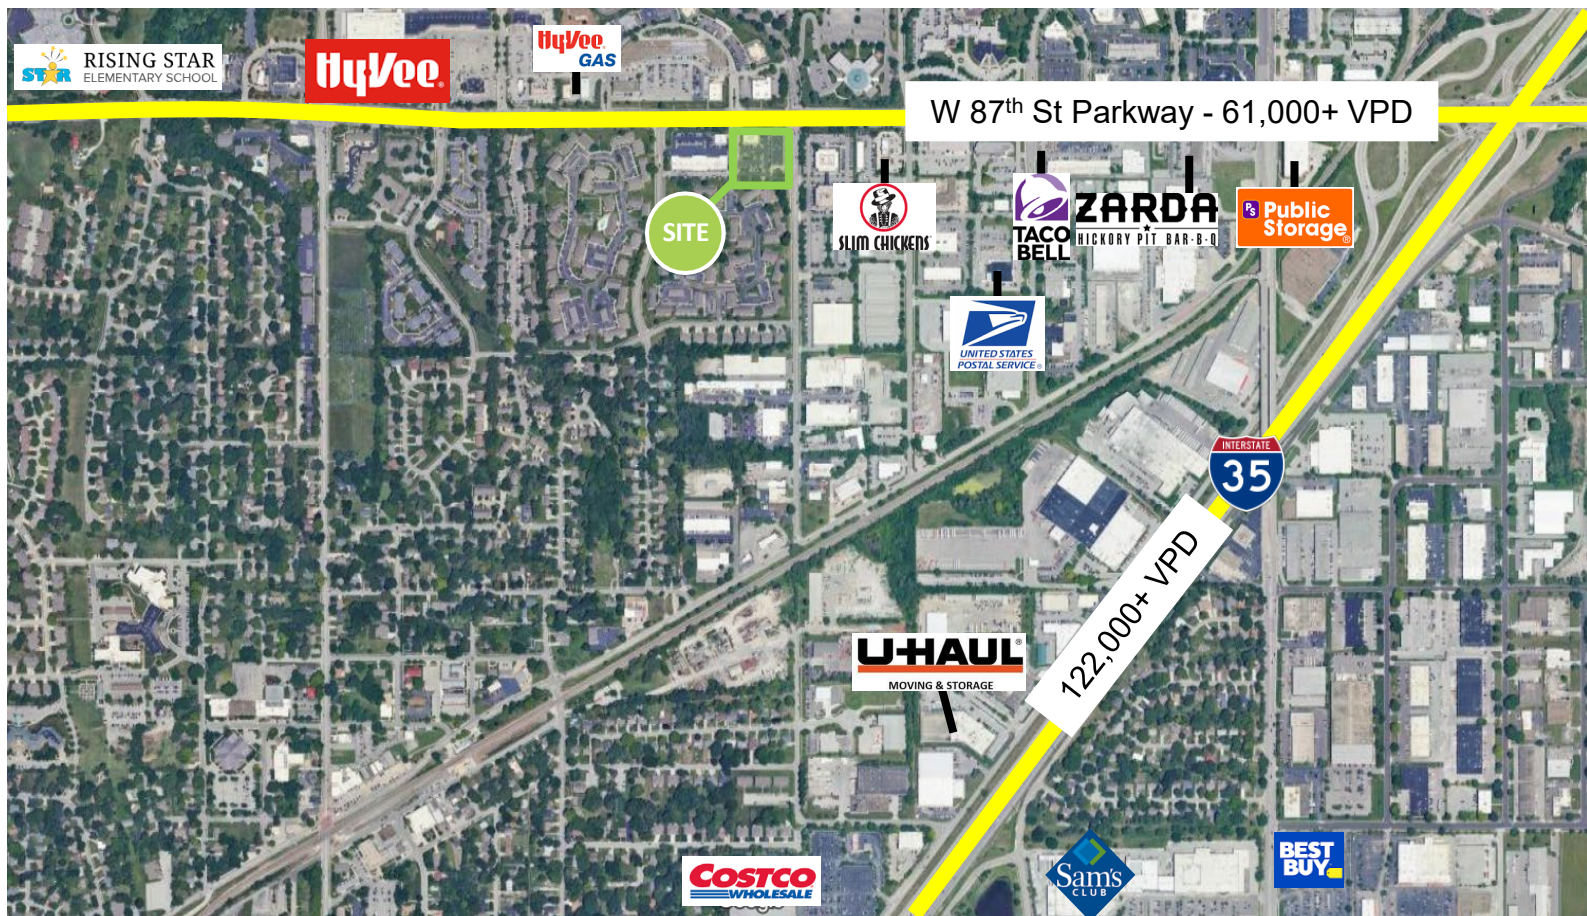 STAR
RISING STAR
ELEMENTARY SCHOOL
HyVee
HyVee
GAS
W 87th St Parkway - 61,000+ VPD
SITE
SLIM CHICKENS
TACO
BELL
ZARDA
HICKORY PIT BAR-B-Q
PS Public
Storage®
UNITED STATES
POSTAL SERVICE®
INTERSTATE
35
122,000+ VPD
U-HAUL®
MOVING & STORAGE
COSTCO
WHOLESALE
Sam's
CLUB
BEST
BUY